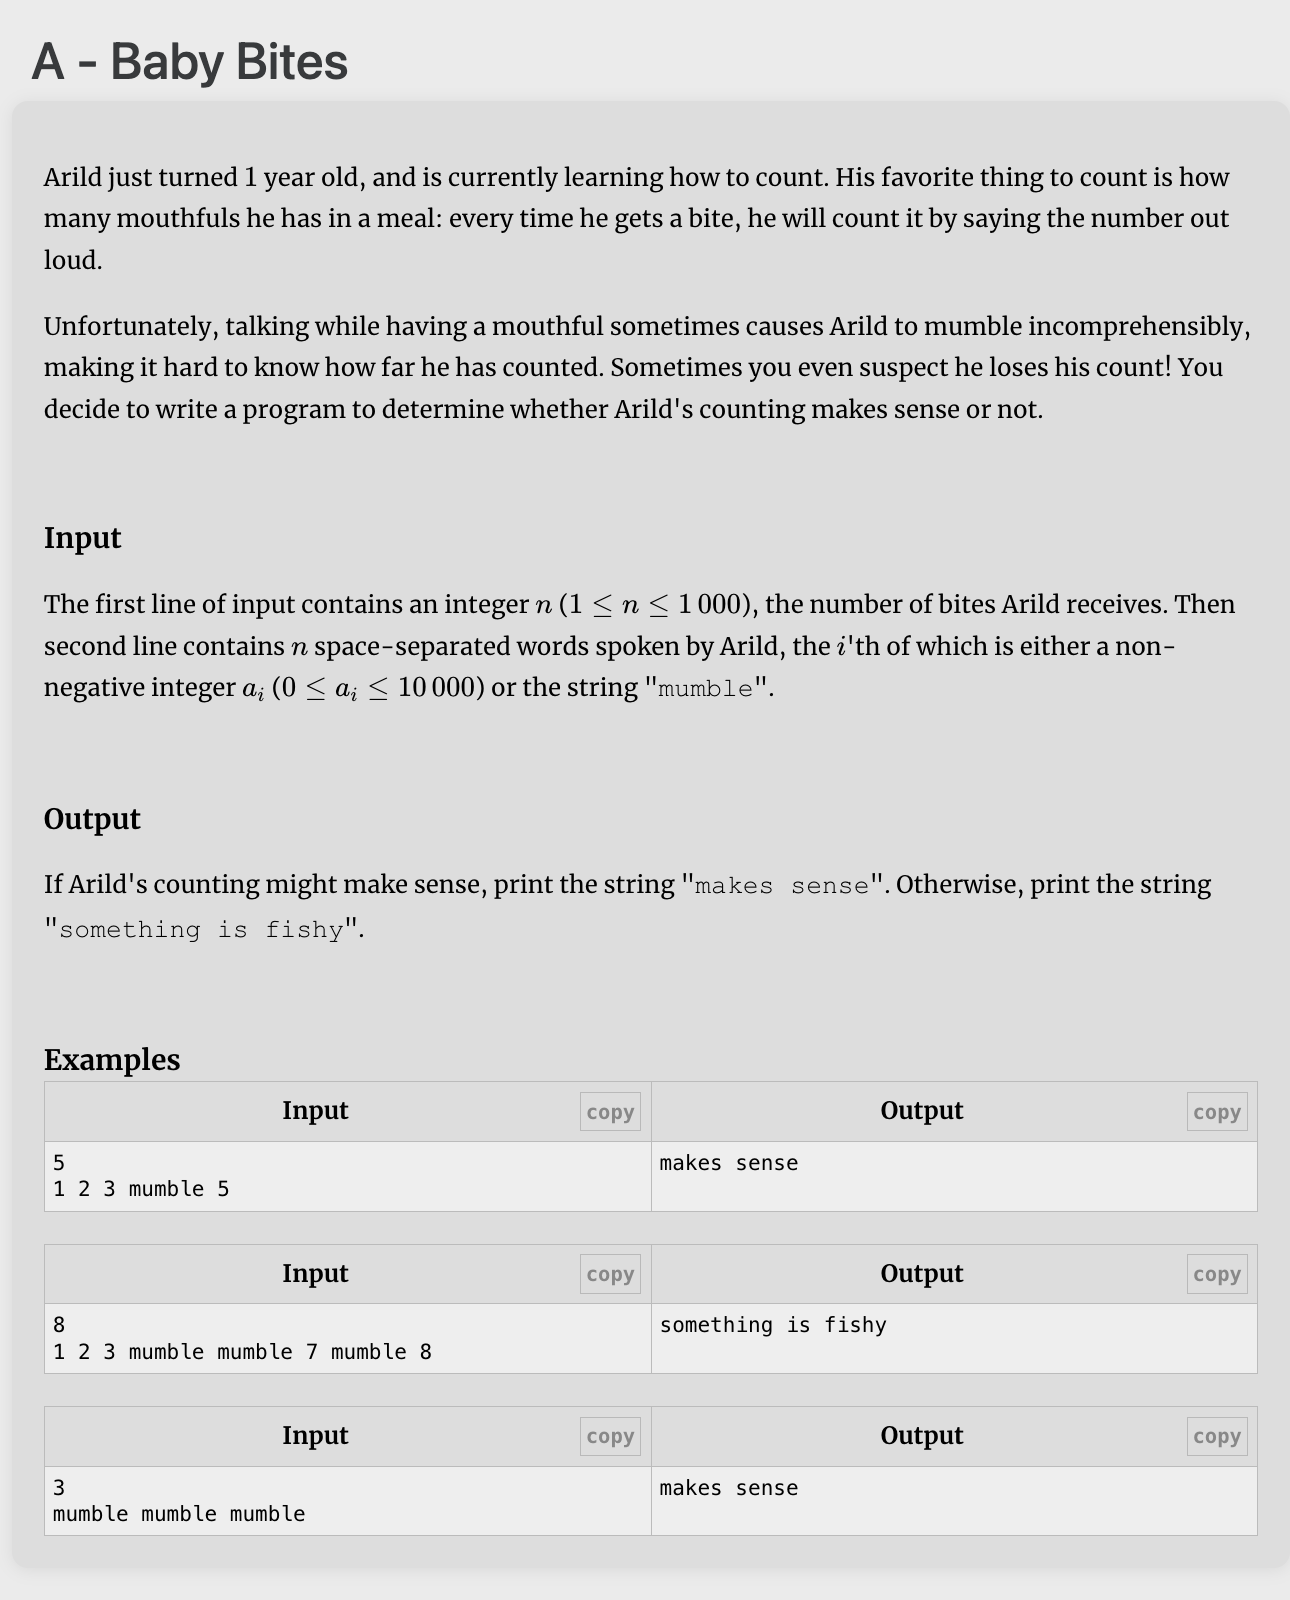 A - Baby Bites
Arild just turned 1 year old, and is currently learning how to count. His favorite thing to count is how
many mouthfuls he has in a meal: every time he gets a bite, he will count it by saying the number out
loud.
Unfortunately, talking while having a mouthful sometimes causes Arild to mumble incomprehensibly,
making it hard to know how far he has counted. Sometimes you even suspect he loses his count! You
decide to write a program to determine whether Arild's counting makes sense or not.
Input
The first line of input contains an integer n (1 ≤ n ≤ 1 000), the number of bites Arild receives. Then
second line contains n space-separated words spoken by Arild, the i'th of which is either a non-
negative integer aᵢ (0 ≤ aᵢ ≤ 10 000) or the string "mumble".
Output
If Arild's counting might make sense, print the string "makes sense". Otherwise, print the string
"something is fishy".
Examples
Input copy Output copy
5 makes sense
1 2 3 mumble 5
Input copy Output copy
8 something is fishy
1 2 3 mumble mumble 7 mumble 8
Input copy Output copy
3 makes sense
mumble mumble mumble